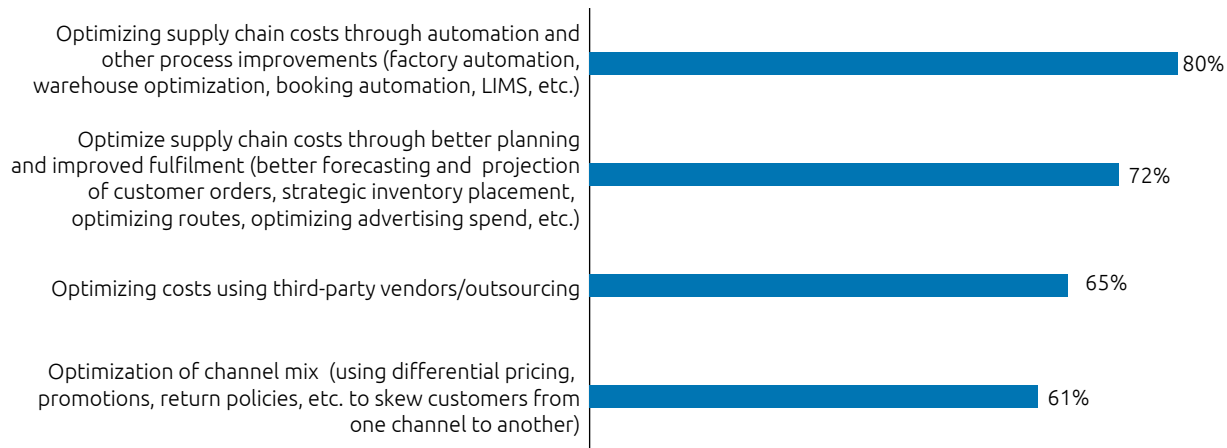 Optimizing supply chain costs through automation and
other process improvements (factory automation,
warehouse optimization, booking automation, LIMS, etc.)
80%
Optimize supply chain costs through better planning
and improved fulfilment (better forecasting and projection
of customer orders, strategic inventory placement,
optimizing routes, optimizing advertising spend, etc.)
72%
Optimizing costs using third-party vendors/outsourcing
65%
Optimization of channel mix (using differential pricing,
promotions, return policies, etc. to skew customers from
one channel to another)
61%